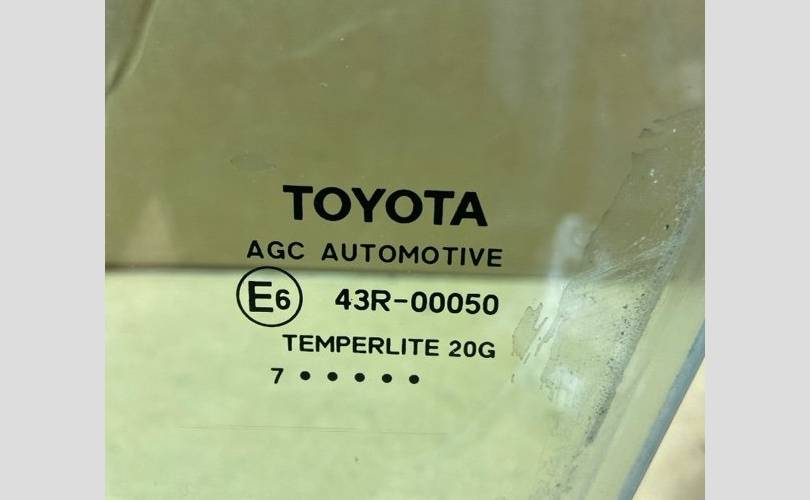 TOYOTA
AGC AUTOMOTIVE
E6 43R-00050
TEMPERLITE 20G
7 • • • • •